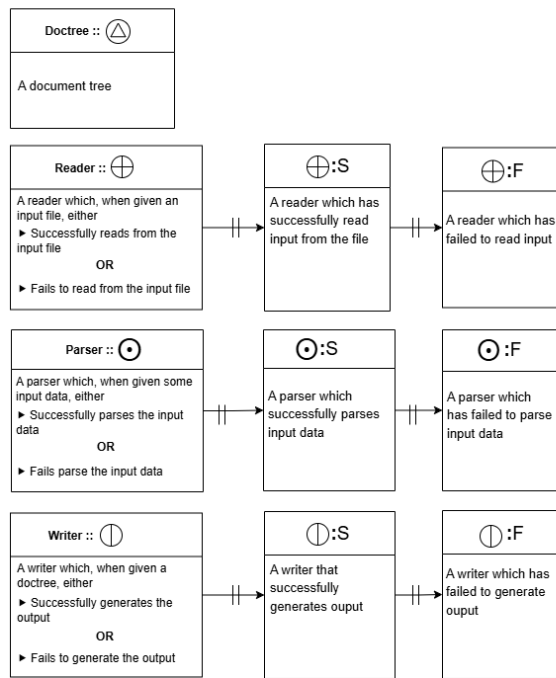 Doctree ::
A document tree
Reader ::
A reader which, when given an
input file, either
► Successfully reads from the
input file
OR
► Fails to read from the input file
:S
A reader which has
successfully read
input from the file
:F
A reader which has
failed to read input
Parser ::
A parser which, when given some
input data, either
► Successfully parses the input
data
OR
► Fails parse the input data
:S
A parser which
successfully parses
input data
:F
A parser which
has failed to parse
input data
Writer ::
A writer which, when given a
doctree, either
► Successfully generates the
output
OR
► Fails to generate the output
:S
A writer that
successfully
generates ouput
:F
A writer which has
failed to generate
ouput